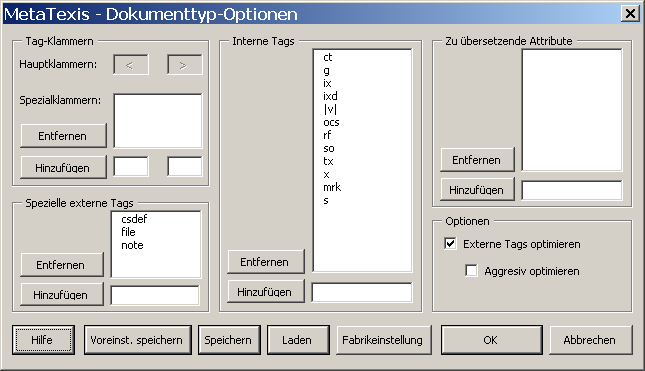 MetaTexis - Dokumenttyp-Optionen
Tag-Klammern
Hauptklammern: < >
Spezialklammern:
Entfernen
Hinzufügen
Spezielle externe Tags
csdef
file
note
Entfernen
Hinzufügen
Interne Tags
ct
g
ix
ixd
|v|
ocs
rf
so
tx
x
mrk
s
Entfernen
Hinzufügen
Zu übersetzende Attribute
Entfernen
Hinzufügen
Optionen
Externe Tags optimieren
Aggresiv optimieren
Hilfe Voreinst. speichern Speichern Laden Fabrikeinstellung OK Abbrechen